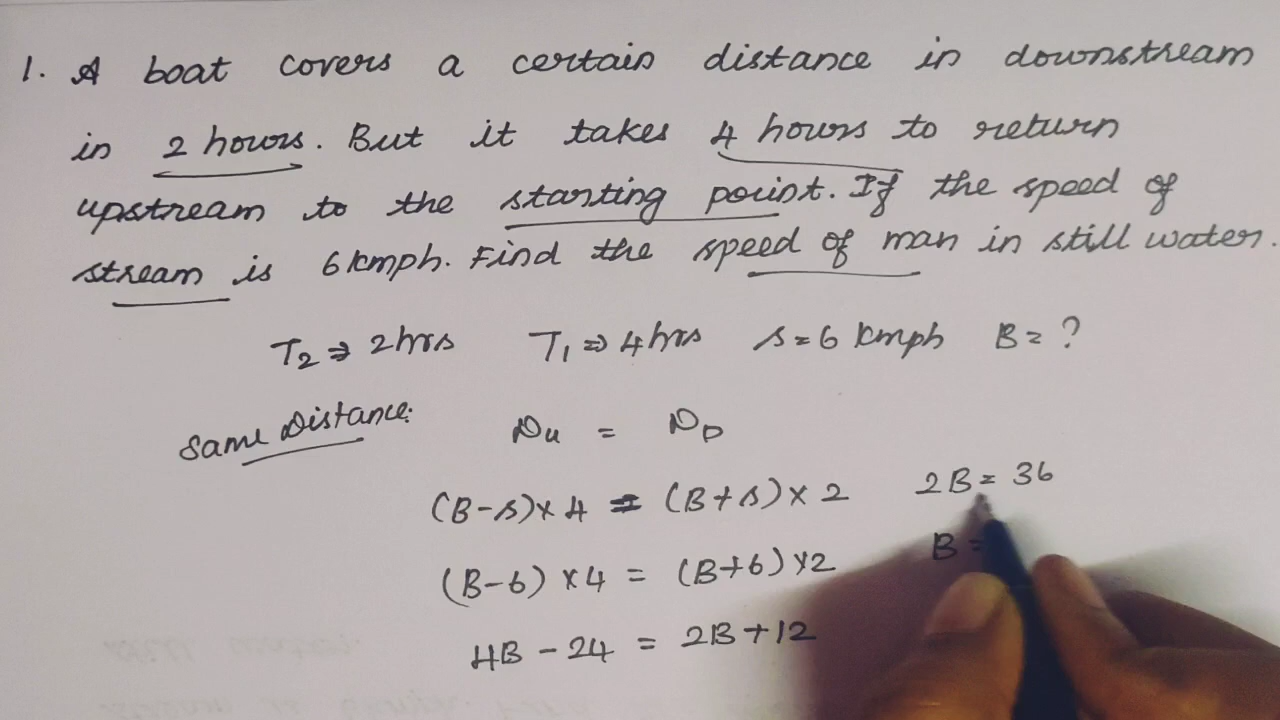 1. A boat covers a certain distance in downstream
in 2 hours. But it takes 4 hours to return
upstream to the starting point. If the speed of
stream is 6 kmph. Find the speed of man in still water.
T₂ ⇒ 2hrs T₁ ⇒ 4hrs s=6 kmph B=?
Same Distance:
Du = DD
(B-s)×4 = (B+s)×2 2B = 36
(B-6)×4 = (B+6)×2 B =
4B - 24 = 2B+12